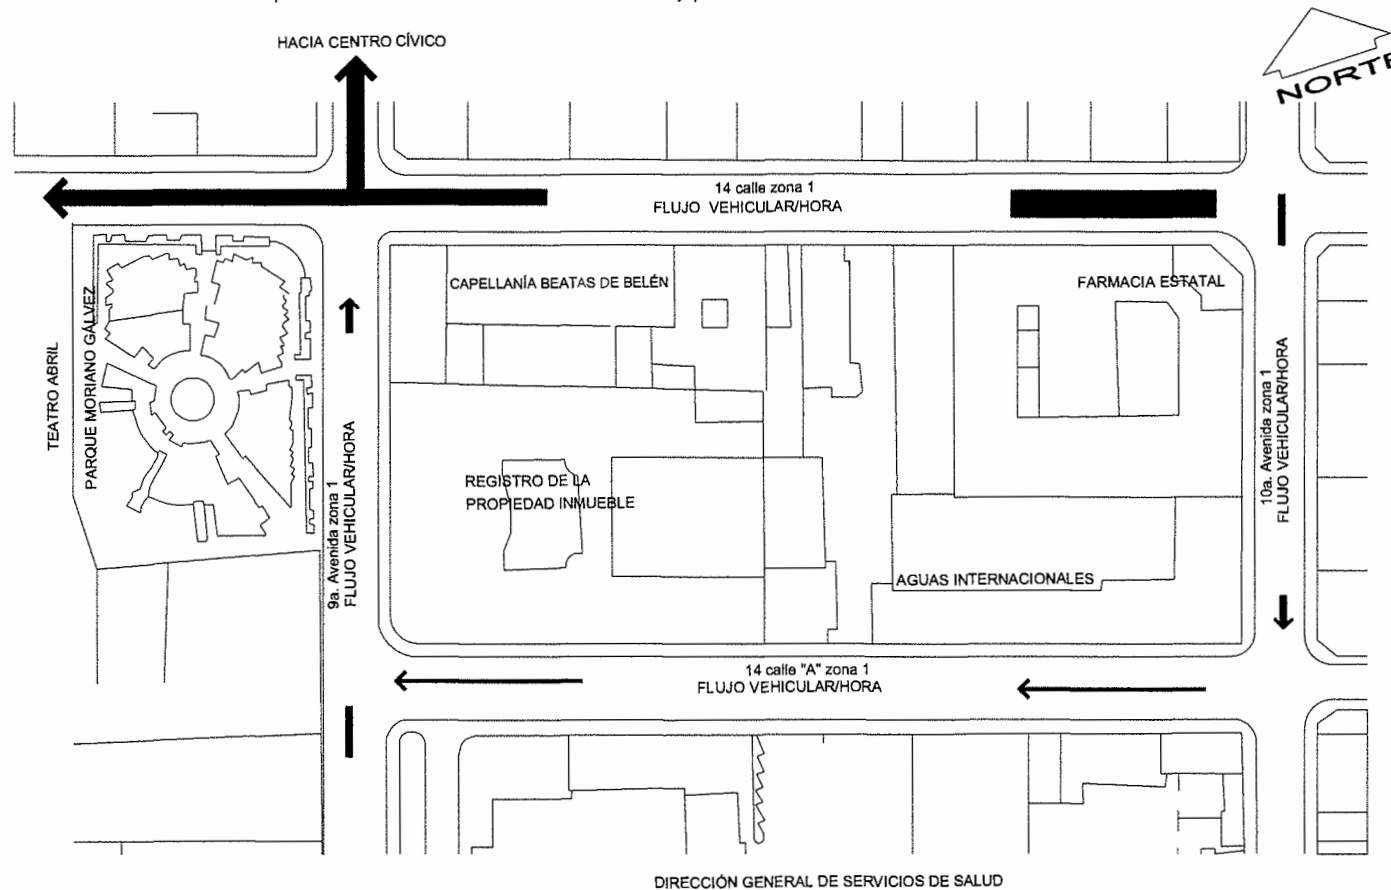 HACIA CENTRO CÍVICO
NORTE
14 calle zona 1
FLUJO VEHICULAR/HORA
CAPELLANÍA BEATAS DE BELÉN
FARMACIA ESTATAL
TEATRO ABRIL
PARQUE MORIANO GÁLVEZ
9a. Avenida zona 1
FLUJO VEHICULAR/HORA
10a. Avenida zona 1
FLUJO VEHICULAR/HORA
REGISTRO DE LA
PROPIEDAD INMUEBLE
AGUAS INTERNACIONALES
14 calle "A" zona 1
FLUJO VEHICULAR/HORA
DIRECCIÓN GENERAL DE SERVICIOS DE SALUD